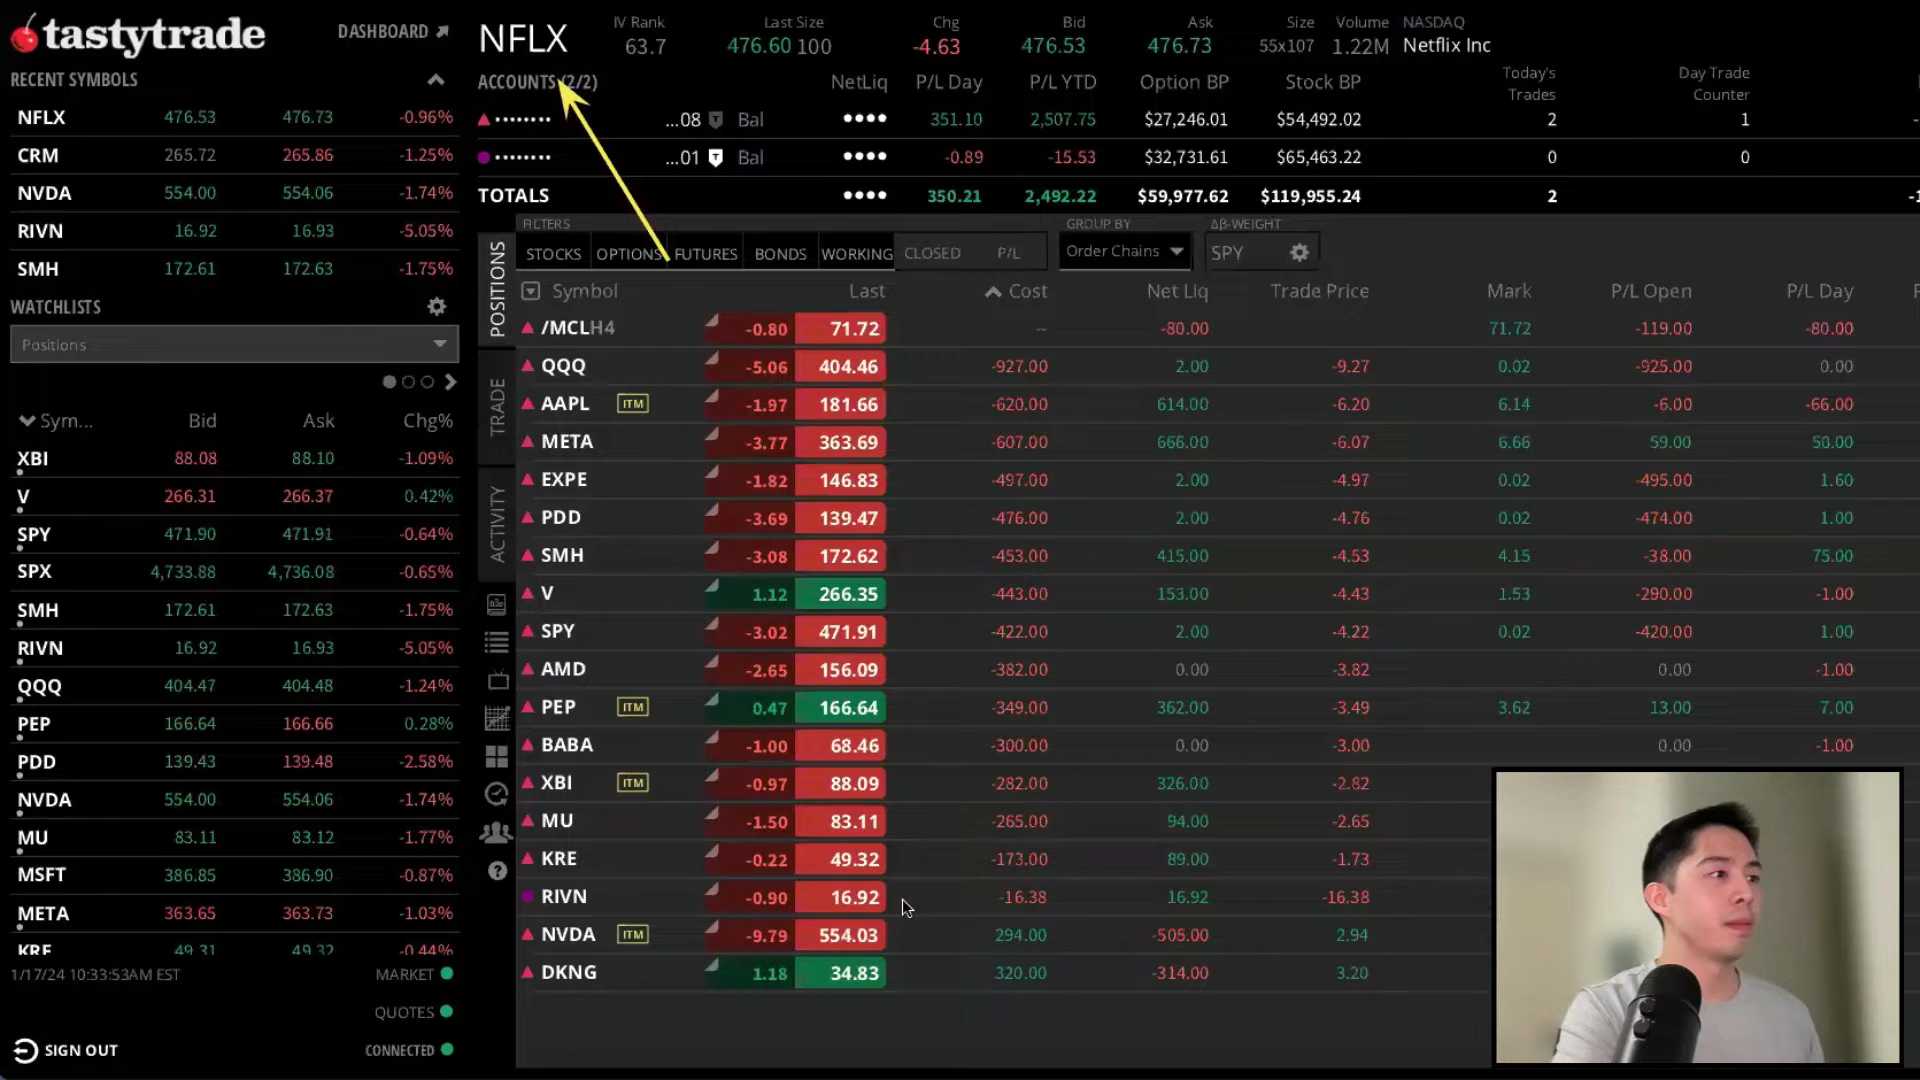 tastytrade
DASHBOARD
RECENT SYMBOLS
NFLX 476.53 476.73 -0.96%
CRM 265.72 265.86 -1.25%
NVDA 554.00 554.06 -1.74%
RIVN 16.92 16.93 -5.05%
SMH 172.61 172.63 -1.75%
WATCHLISTS
Positions
Sym... Bid Ask Chg%
XBI 88.08 88.10 -1.09%
V 266.31 266.37 0.42%
SPY 471.90 471.91 -0.64%
SPX 4,733.88 4,736.08 -0.65%
SMH 172.61 172.63 -1.75%
RIVN 16.92 16.93 -5.05%
QQQ 404.47 404.48 -1.24%
PEP 166.64 166.66 0.28%
PDD 139.43 139.48 -2.58%
NVDA 554.00 554.06 -1.74%
MU 83.11 83.12 -1.77%
MSFT 386.85 386.90 -0.87%
META 363.65 363.73 -1.03%
KRE 49.31 49.32 -0.44%
1/17/24 10:33:53AM EST MARKET
QUOTES
SIGN OUT CONNECTED
NFLX IV Rank Last Size Chg Bid Ask Size Volume NASDAQ
63.7 476.60 100 -4.63 476.53 476.73 55x107 1.22M Netflix Inc
ACCOUNTS (2/2) NetLiq P/L Day P/L YTD Option BP Stock BP Today's Trades Day Trade Counter
•••••••• ...08 T Bal •••• 351.10 2,507.75 $27,246.01 $54,492.02 2 1
•••••••• ...01 T Bal •••• -0.89 -15.53 $32,731.61 $65,463.22 0 0
TOTALS •••• 350.21 2,492.22 $59,977.62 $119,955.24 2
FILTERS GROUP BY Δβ-WEIGHT
STOCKS OPTIONS FUTURES BONDS WORKING CLOSED P/L Order Chains SPY
POSITIONS
TRADE
ACTIVITY
Symbol Last Cost Net Liq Trade Price Mark P/L Open P/L Day
/MCLH4 -0.80 71.72 -- -80.00 71.72 -119.00 -80.00
QQQ -5.06 404.46 -927.00 2.00 -9.27 0.02 -925.00 0.00
AAPL ITM -1.97 181.66 -620.00 614.00 -6.20 6.14 -6.00 -66.00
META -3.77 363.69 -607.00 666.00 -6.07 6.66 59.00 50.00
EXPE -1.82 146.83 -497.00 2.00 -4.97 0.02 -495.00 1.60
PDD -3.69 139.47 -476.00 2.00 -4.76 0.02 -474.00 1.00
SMH -3.08 172.62 -453.00 415.00 -4.53 4.15 -38.00 75.00
V 1.12 266.35 -443.00 153.00 -4.43 1.53 -290.00 -1.00
SPY -3.02 471.91 -422.00 2.00 -4.22 0.02 -420.00 1.00
AMD -2.65 156.09 -382.00 0.00 -3.82 0.00 -1.00
PEP ITM 0.47 166.64 -349.00 362.00 -3.49 3.62 13.00 7.00
BABA -1.00 68.46 -300.00 0.00 -3.00 0.00 -1.00
XBI ITM -0.97 88.09 -282.00 326.00 -2.82
MU -1.50 83.11 -265.00 94.00 -2.65
KRE -0.22 49.32 -173.00 89.00 -1.73
RIVN -0.90 16.92 -16.38 16.92 -16.38
NVDA ITM -9.79 554.03 294.00 -505.00 2.94
DKNG 1.18 34.83 320.00 -314.00 3.20